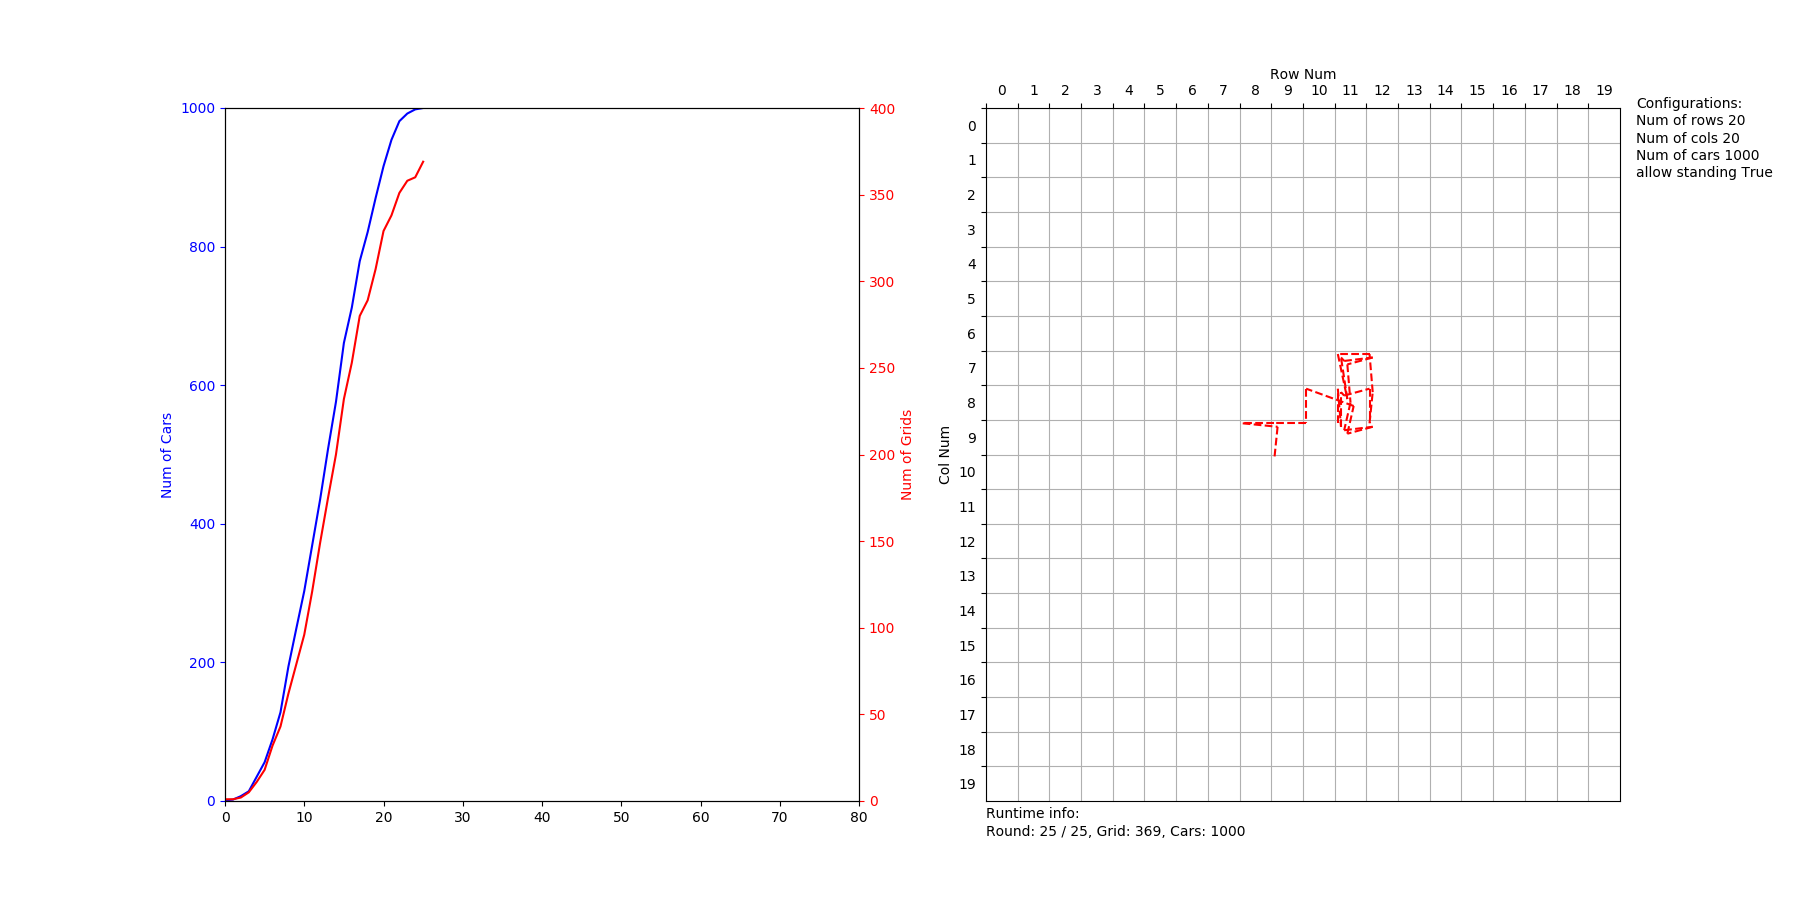 Num of Cars
1000
800
600
400
200
0
0 10 20 30 40 50 60 70 80
400
350
300
250
200
150
100
50
0
Num of Grids
Row Num
0 1 2 3 4 5 6 7 8 9 10 11 12 13 14 15 16 17 18 19
Col Num
0
1
2
3
4
5
6
7
8
9
10
11
12
13
14
15
16
17
18
19
Configurations:
Num of rows 20
Num of cols 20
Num of cars 1000
allow standing True
Runtime info:
Round: 25 / 25, Grid: 369, Cars: 1000